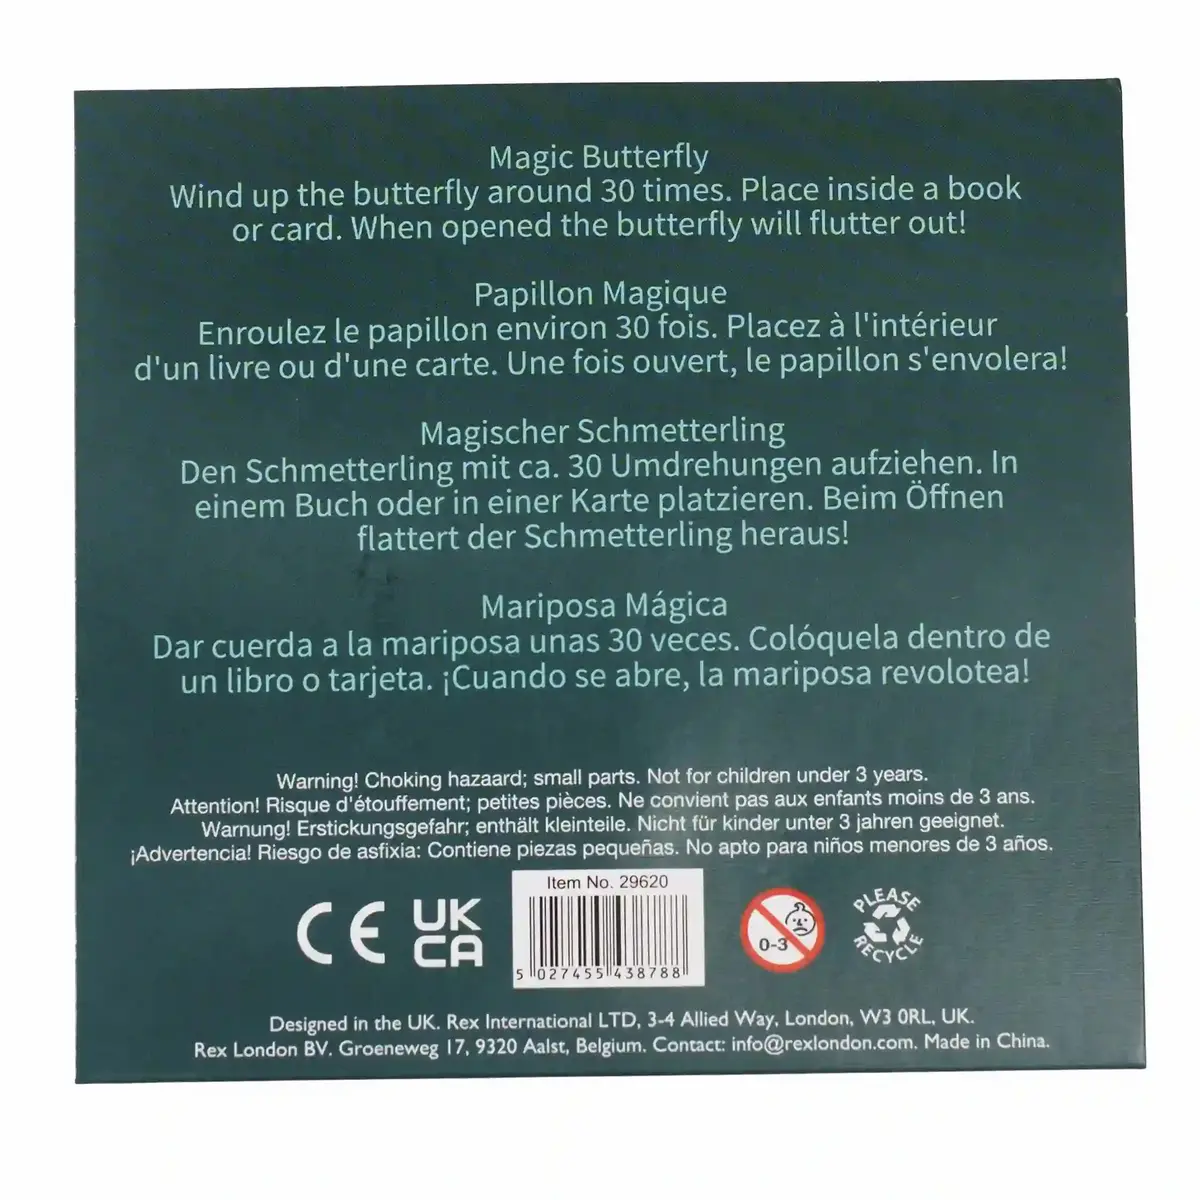 Magic Butterfly
Wind up the butterfly around 30 times. Place inside a book
or card. When opened the butterfly will flutter out!
Papillon Magique
Enroulez le papillon environ 30 fois. Placez à l'intérieur
d'un livre ou d'une carte. Une fois ouvert, le papillon s'envolera!
Magischer Schmetterling
Den Schmetterling mit ca. 30 Umdrehungen aufziehen. In
einem Buch oder in einer Karte platzieren. Beim Öffnen
flattert der Schmetterling heraus!
Mariposa Mágica
Dar cuerda a la mariposa unas 30 veces. Colóquela dentro de
un libro o tarjeta. ¡Cuando se abre, la mariposa revolotea!
Warning! Choking hazaard; small parts. Not for children under 3 years.
Attention! Risque d'étouffement; petites pièces. Ne convient pas aux enfants moins de 3 ans.
Warnung! Erstickungsgefahr; enthält kleinteile. Nicht für kinder unter 3 jahren geeignet.
¡Advertencia! Riesgo de asfixia: Contiene piezas pequeñas. No apto para niños menores de 3 años.
CE
UK
CA
Item No. 29620
5 027455 438788
0-3
PLEASE
RECYCLE
Designed in the UK. Rex International LTD, 3-4 Allied Way, London, W3 0RL, UK.
Rex London BV. Groeneweg 17, 9320 Aalst, Belgium. Contact: info@rexlondon.com. Made in China.